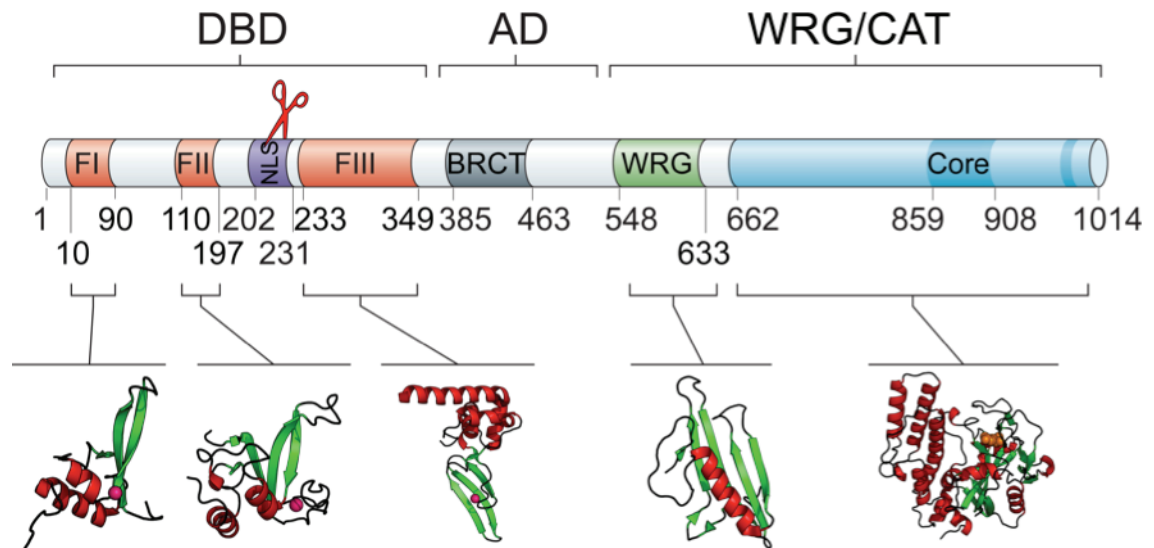 DBD AD WRG/CAT
FI FII NLS FIII BRCT WRG Core
1 90 110 202 233 349 385 463 548 662 859 908 1014
10 197 231 633